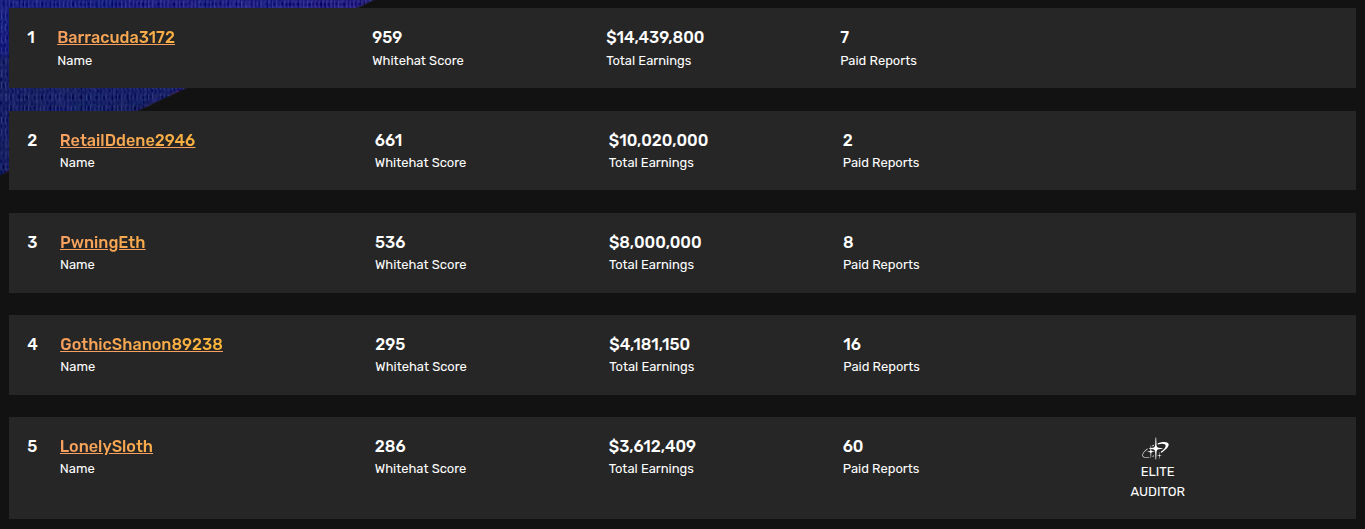 1 Barracuda3172 959 $14,439,800 7
Name Whitehat Score Total Earnings Paid Reports
2 RetailDdene2946 661 $10,020,000 2
Name Whitehat Score Total Earnings Paid Reports
3 PwningEth 536 $8,000,000 8
Name Whitehat Score Total Earnings Paid Reports
4 GothicShanon89238 295 $4,181,150 16
Name Whitehat Score Total Earnings Paid Reports
5 LonelySloth 286 $3,612,409 60
Name Whitehat Score Total Earnings Paid Reports
ELITE
AUDITOR